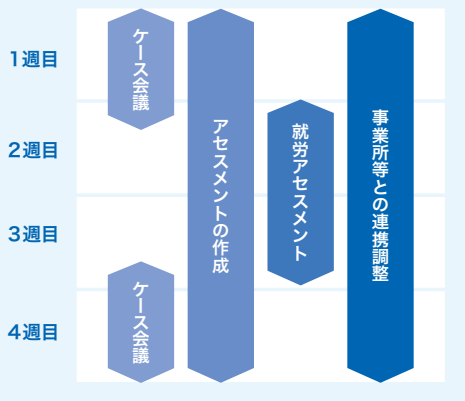 1週目
2週目
3週目
4週目
ケース会議
ケース会議
アセスメントの作成
就労アセスメント
事業所等との連携調整